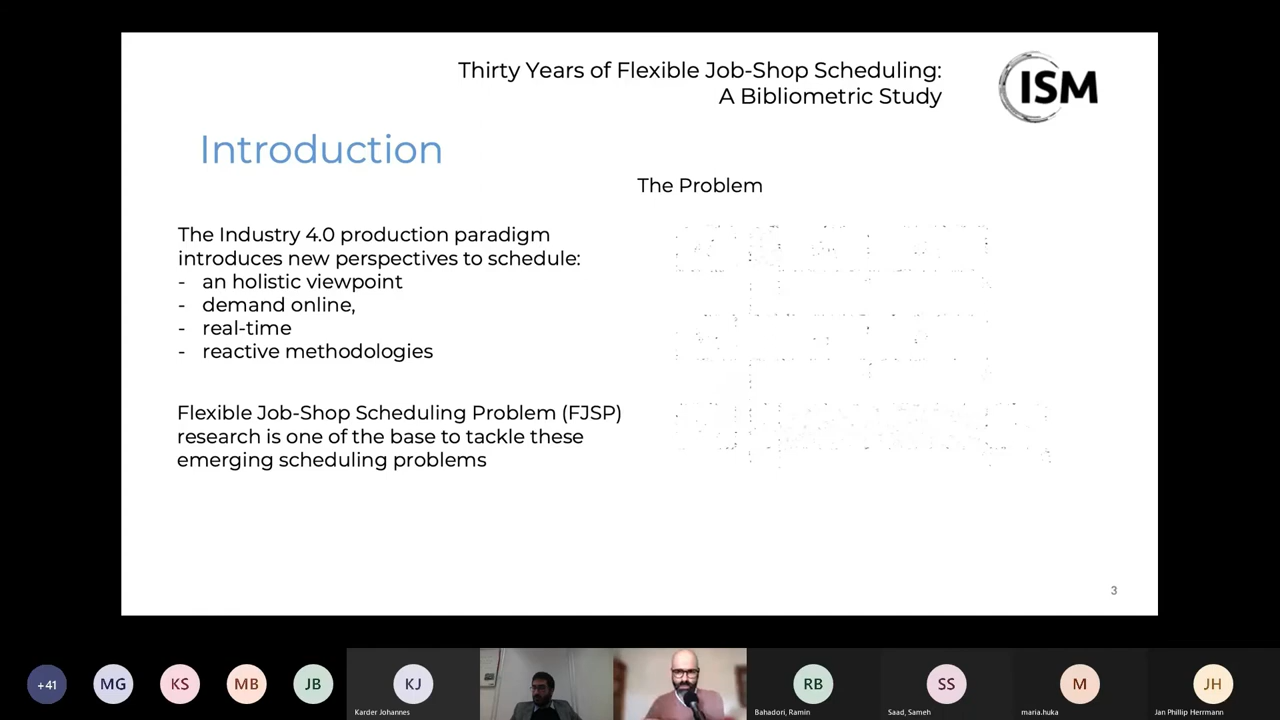 Thirty Years of Flexible Job-Shop Scheduling:
A Bibliometric Study
ISM
Introduction
The Problem
The Industry 4.0 production paradigm
introduces new perspectives to schedule:
- an holistic viewpoint
- demand online,
- real-time
- reactive methodologies
Flexible Job-Shop Scheduling Problem (FJSP)
research is one of the base to tackle these
emerging scheduling problems
3
+41
MG
KS
MB
JB
KJ
Karder Johannes
RB
Bahadori, Ramin
SS
Saad, Sameh
M
maria.huka
JH
Jan Phillip Herrmann